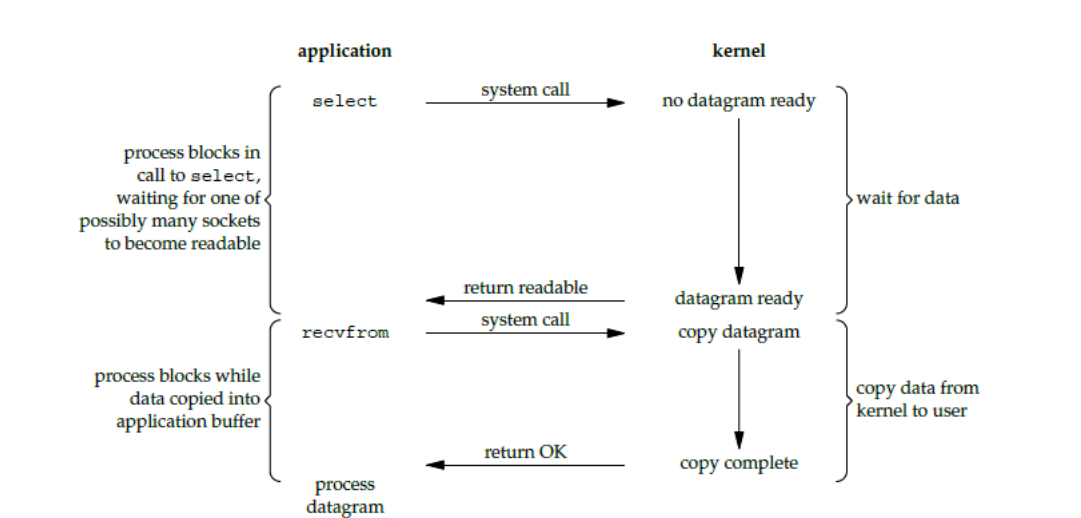 application
kernel
select
system call
no datagram ready
process blocks in
call to select,
waiting for one of
possibly many sockets
to become readable
wait for data
return readable
datagram ready
recvfrom
system call
copy datagram
process blocks while
data copied into
application buffer
copy data from
kernel to user
return OK
copy complete
process
datagram